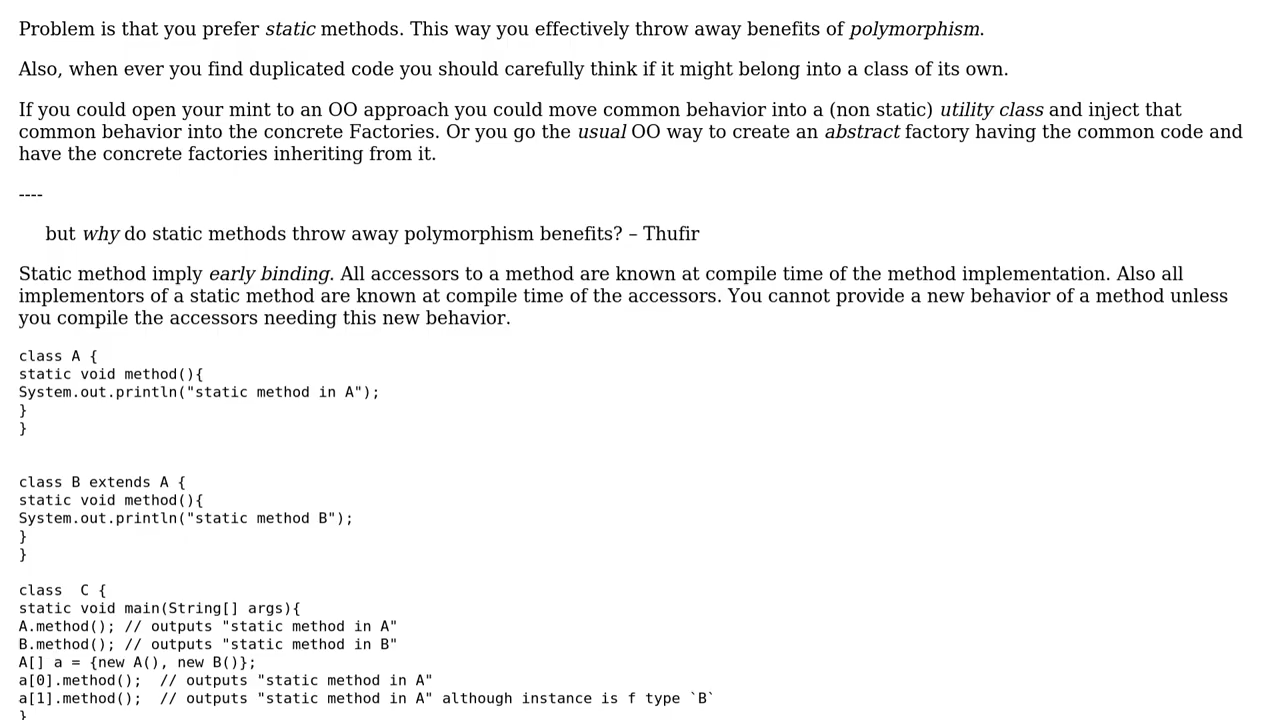 Problem is that you prefer static methods. This way you effectively throw away benefits of polymorphism.
Also, when ever you find duplicated code you should carefully think if it might belong into a class of its own.
If you could open your mint to an OO approach you could move common behavior into a (non static) utility class and inject that
common behavior into the concrete Factories. Or you go the usual OO way to create an abstract factory having the common code and
have the concrete factories inheriting from it.
----
but why do static methods throw away polymorphism benefits? – Thufir
Static method imply early binding. All accessors to a method are known at compile time of the method implementation. Also all
implementors of a static method are known at compile time of the accessors. You cannot provide a new behavior of a method unless
you compile the accessors needing this new behavior.
class A {
static void method(){
System.out.println("static method in A");
}
}
class B extends A {
static void method(){
System.out.println("static method B");
}
}
class  C {
static void main(String[] args){
A.method(); // outputs "static method in A"
B.method(); // outputs "static method in B"
A[] a = {new A(), new B()};
a[0].method();  // outputs "static method in A"
a[1].method();  // outputs "static method in A" although instance is f type `B`
}